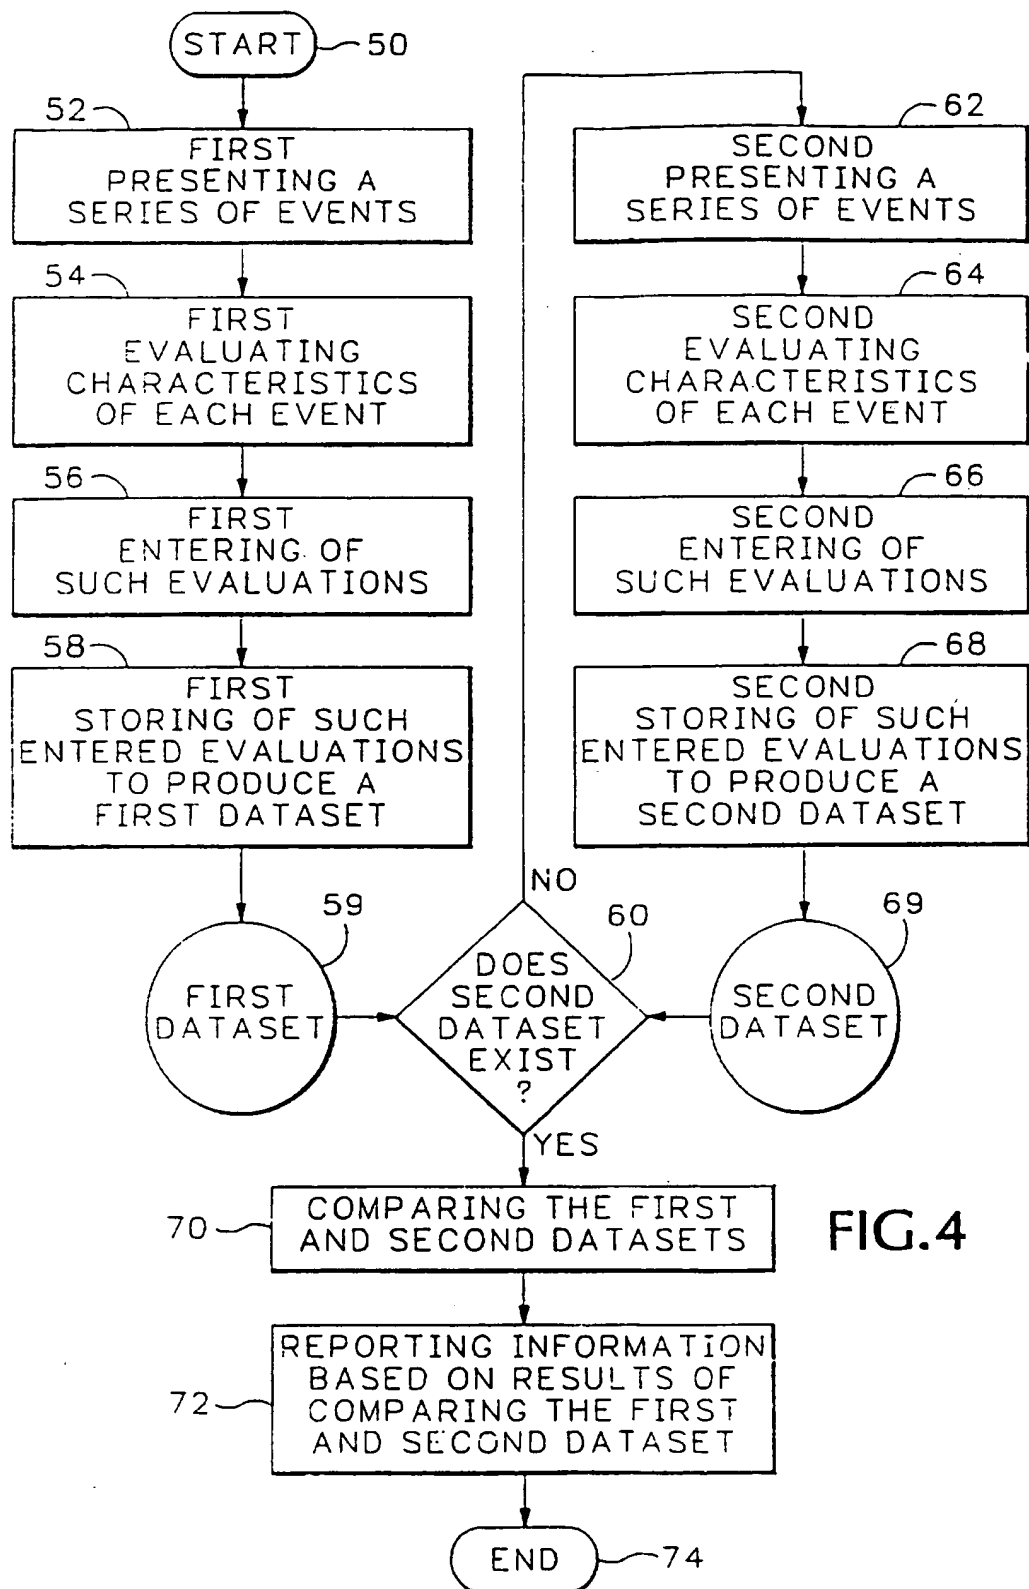 START
50
52
FIRST
PRESENTING A
SERIES OF EVENTS
54
FIRST
EVALUATING
CHARACTERISTICS
OF EACH EVENT
56
FIRST
ENTERING OF
SUCH EVALUATIONS
58
FIRST
STORING OF SUCH
ENTERED EVALUATIONS
TO PRODUCE A
FIRST DATASET
59
FIRST
DATASET
62
SECOND
PRESENTING A
SERIES OF EVENTS
64
SECOND
EVALUATING
CHARACTERISTICS
OF EACH EVENT
66
SECOND
ENTERING OF
SUCH EVALUATIONS
68
SECOND
STORING OF SUCH
ENTERED EVALUATIONS
TO PRODUCE A
SECOND DATASET
69
SECOND
DATASET
NO
60
DOES
SECOND
DATASET
EXIST
?
YES
70
COMPARING THE FIRST
AND SECOND DATASETS
FIG.4
72
REPORTING INFORMATION
BASED ON RESULTS OF
COMPARING THE FIRST
AND SECOND DATASET
END
74